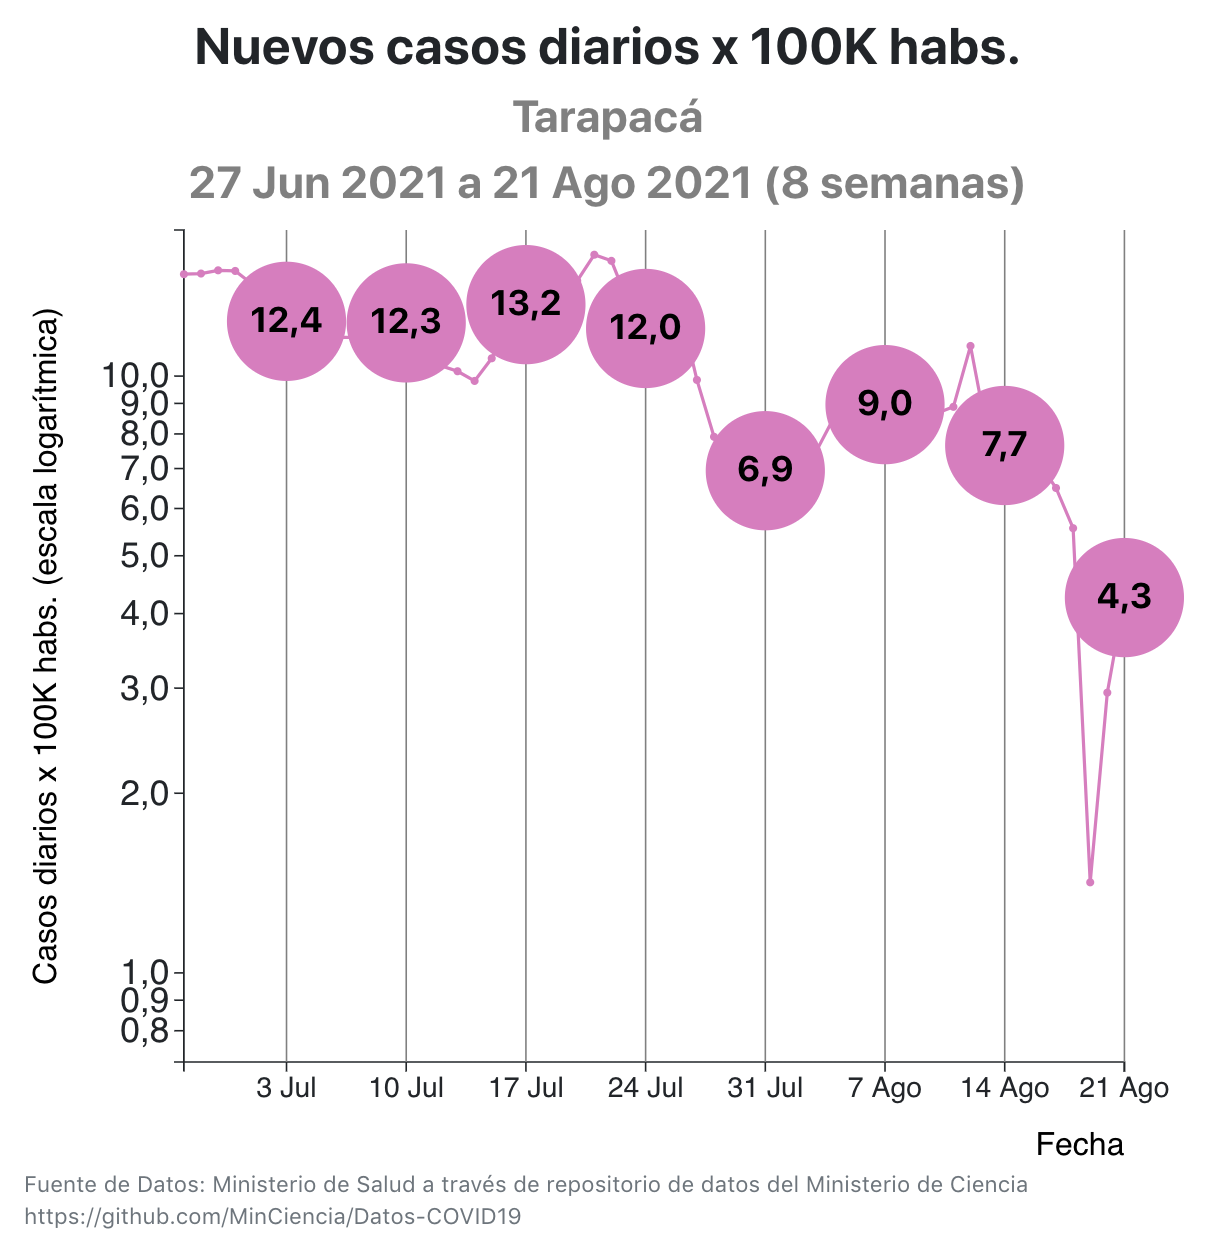 Nuevos casos diarios x 100K habs.
Tarapacá
27 Jun 2021 a 21 Ago 2021 (8 semanas)
Casos diarios x 100K habs. (escala logarítmica)
10,0
9,0
8,0
7,0
6,0
5,0
4,0
3,0
2,0
1,0
0,9
0,8
12,4
12,3
13,2
12,0
6,9
9,0
7,7
4,3
3 Jul
10 Jul
17 Jul
24 Jul
31 Jul
7 Ago
14 Ago
21 Ago
Fecha
Fuente de Datos: Ministerio de Salud a través de repositorio de datos del Ministerio de Ciencia
https://github.com/MinCiencia/Datos-COVID19